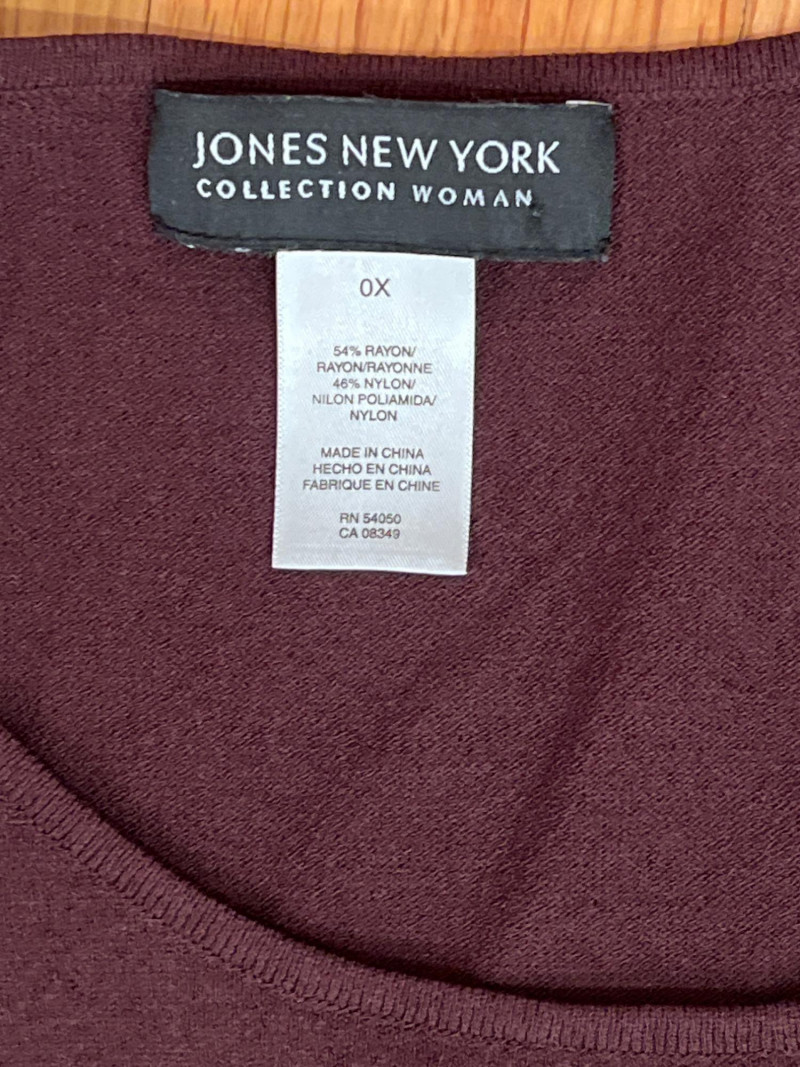 JONES NEW YORK
COLLECTION WOMAN
0X
54% RAYON/
RAYON/RAYONNE
46% NYLON/
NILON POLIAMIDA/
NYLON
MADE IN CHINA
HECHO EN CHINA
FABRIQUE EN CHINE
RN 54050
CA 08349